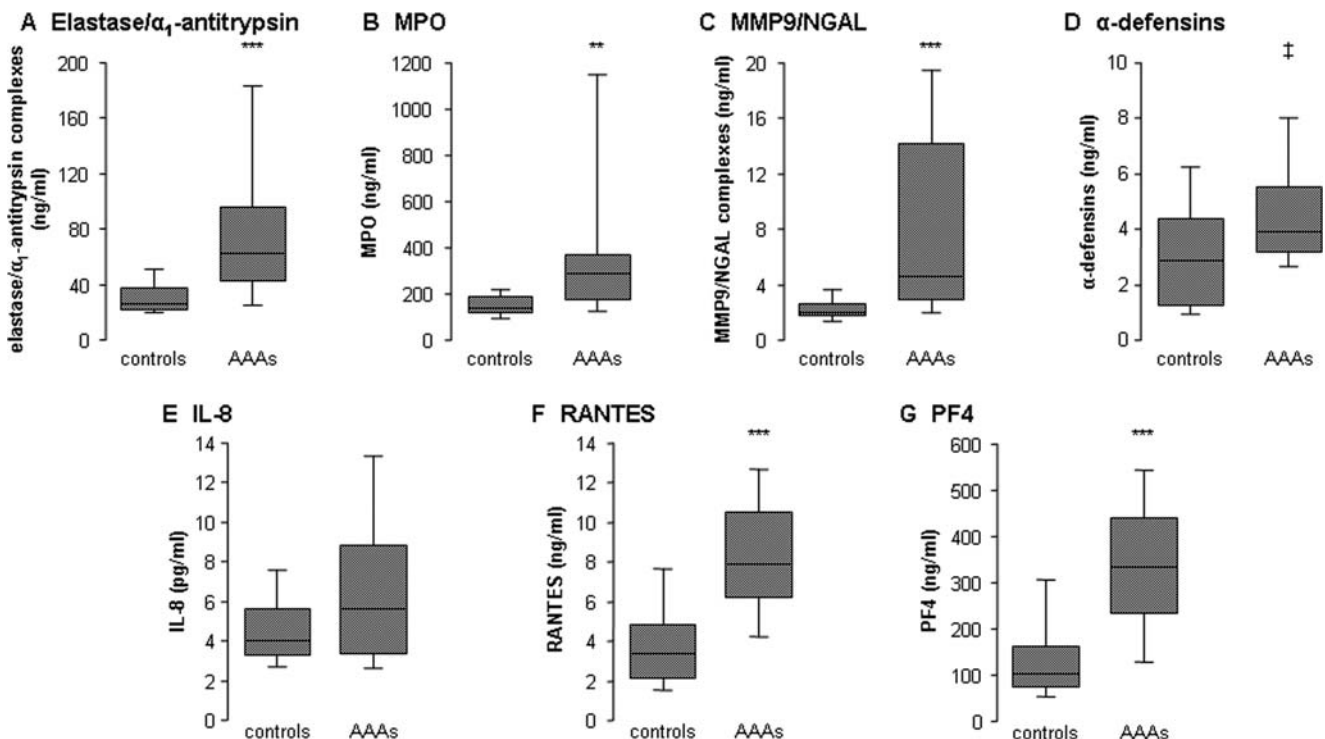 A Elastase/α₁-antitrypsin
***
elastase/α₁-antitrypsin complexes
(ng/ml)
200
160
120
80
40
0
controls AAAs
B MPO
**
MPO (ng/ml)
1200
1000
800
600
400
200
0
controls AAAs
C MMP9/NGAL
***
MMP9/NGAL complexes (ng/ml)
20
16
12
8
4
0
controls AAAs
D α-defensins
‡
α-defensins (ng/ml)
10
8
6
4
2
0
controls AAAs
E IL-8
IL-8 (pg/ml)
14
12
10
8
6
4
2
0
controls AAAs
F RANTES
***
RANTES (ng/ml)
14
12
10
8
6
4
2
0
controls AAAs
G PF4
***
PF4 (ng/ml)
600
500
400
300
200
100
0
controls AAAs